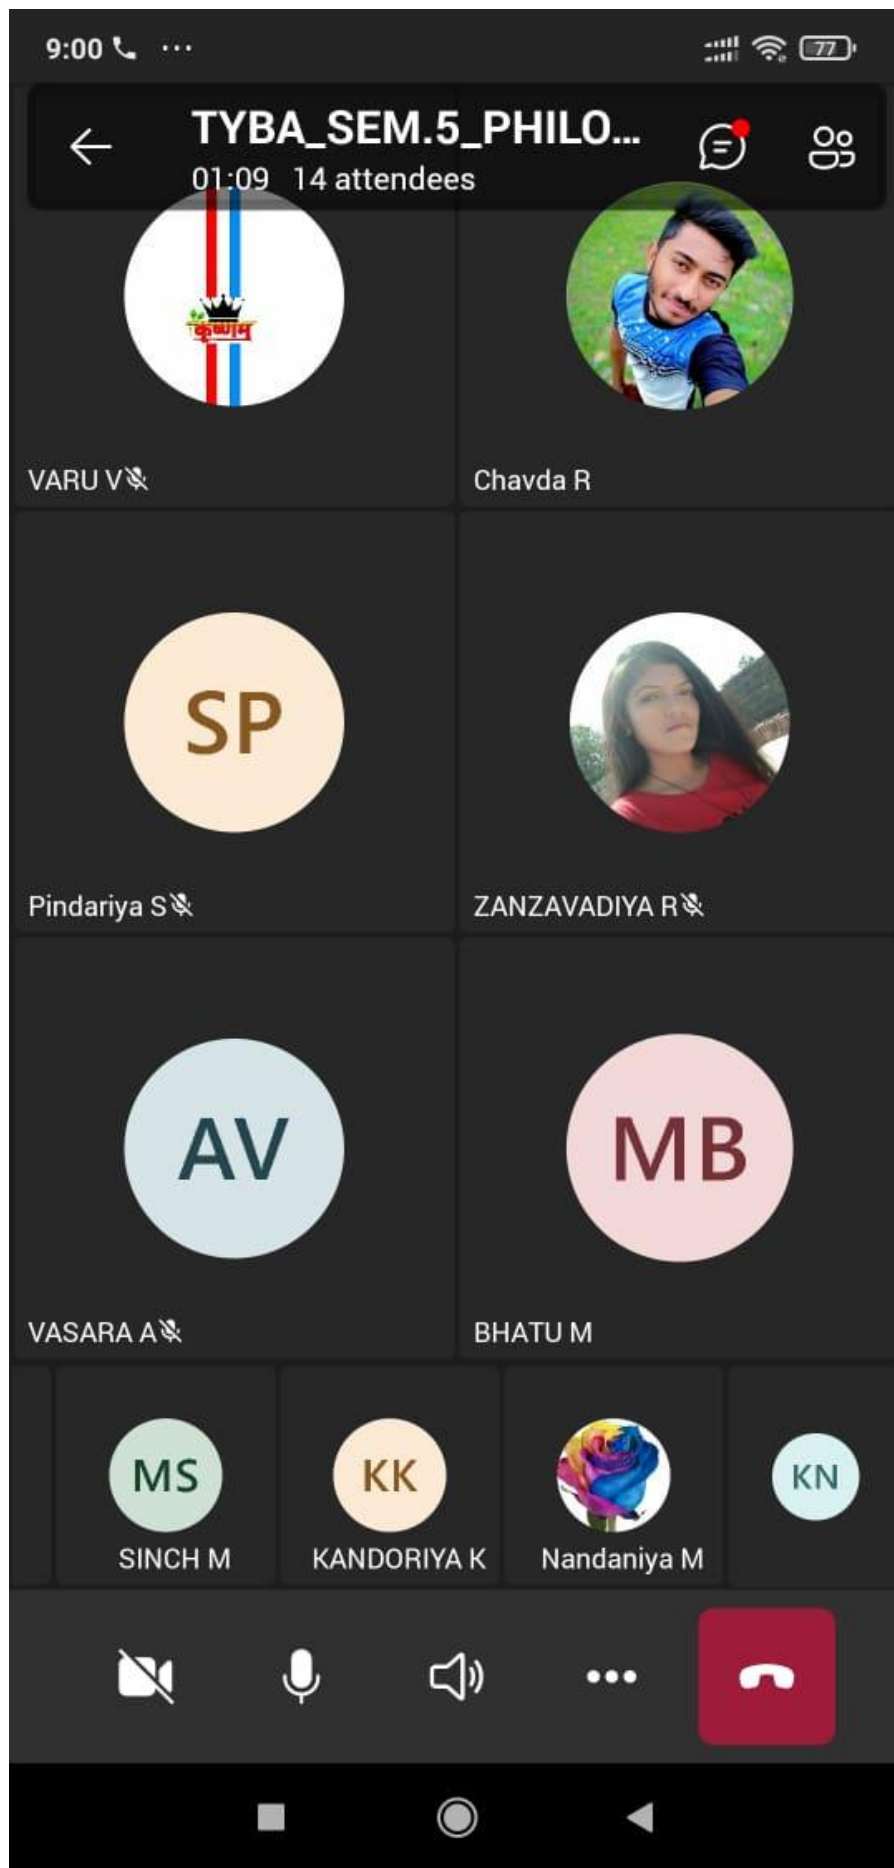 9:00
77
TYBA_SEM.5_PHILO...
01:09 14 attendees
कृष्णम्
VARU V
Chavda R
SP
Pindariya S
ZANZAVADIYA R
AV
VASARA A
MB
BHATU M
MS
SINCH M
KK
KANDORIYA K
Nandaniya M
KN